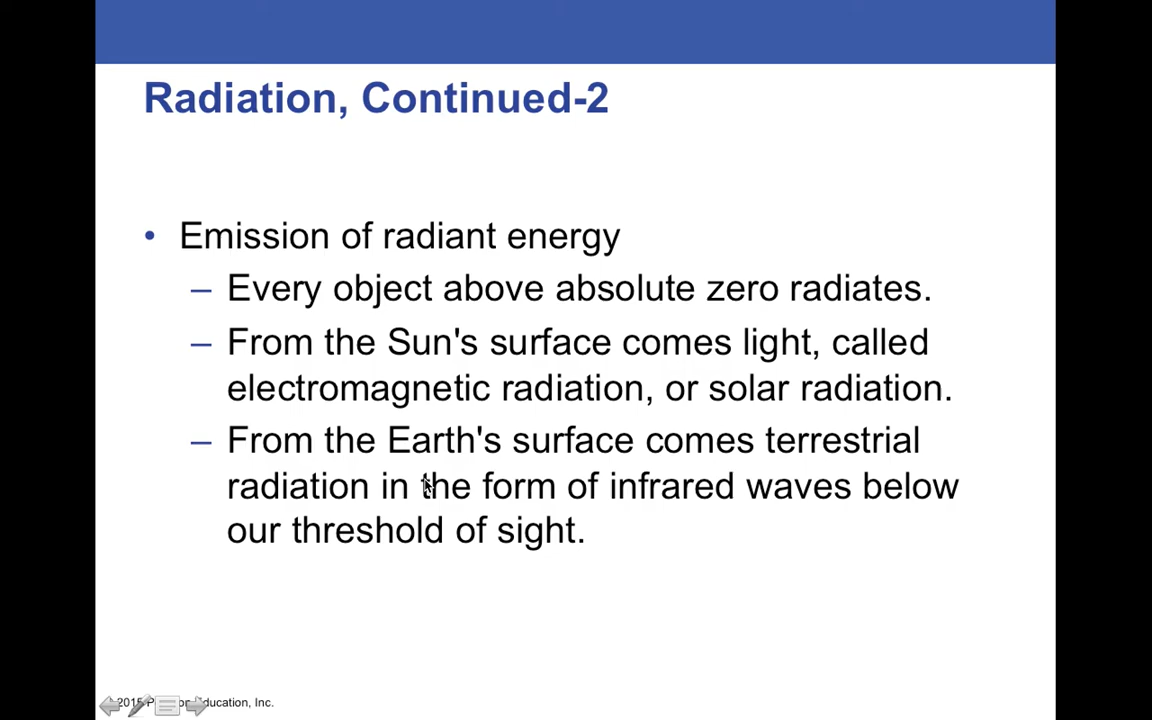 Radiation, Continued-2
• Emission of radiant energy
– Every object above absolute zero radiates.
– From the Sun's surface comes light, called
electromagnetic radiation, or solar radiation.
– From the Earth's surface comes terrestrial
radiation in the form of infrared waves below
our threshold of sight.
2015 Education, Inc.